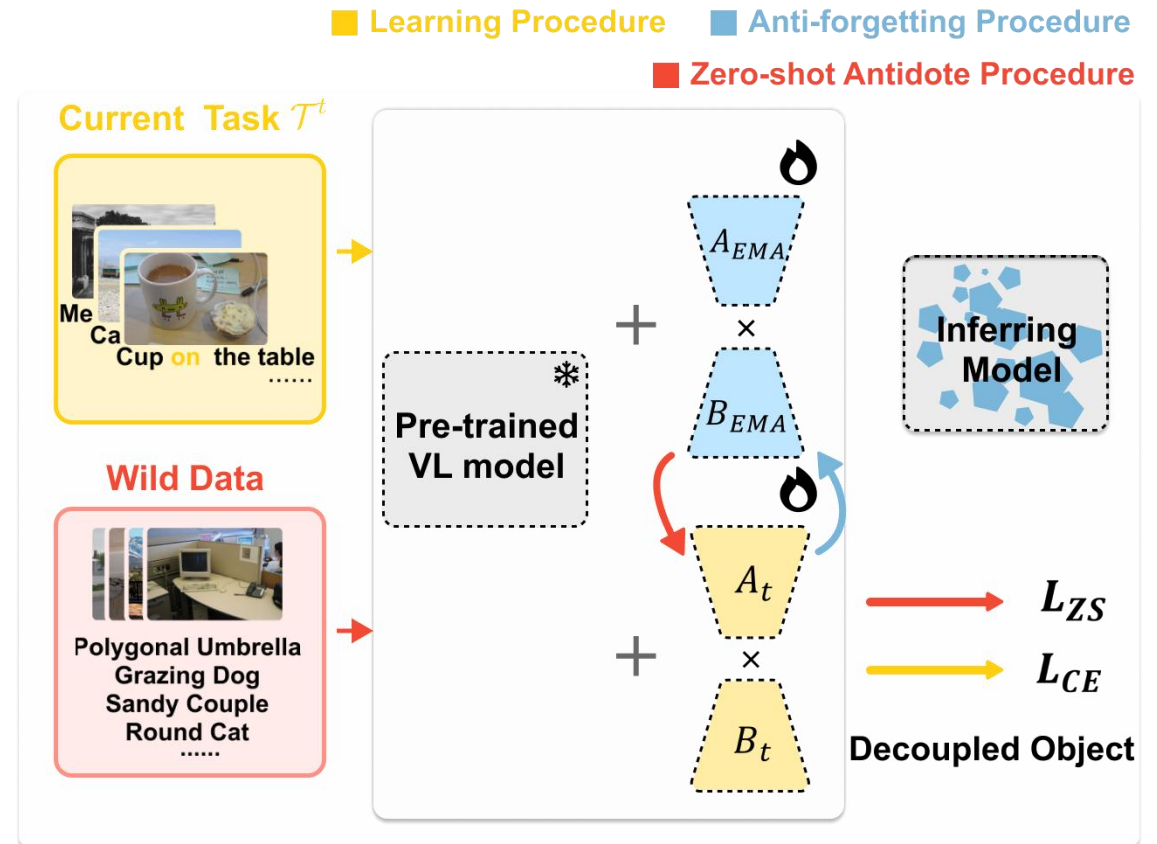 Learning Procedure
Anti-forgetting Procedure
Zero-shot Antidote Procedure
Current Task 𝒯ᵗ
Me
Ca
Cup on the table
......
Wild Data
Polygonal Umbrella
Grazing Dog
Sandy Couple
Round Cat
......
Pre-trained
VL model
+
A_EMA
×
B_EMA
+
A_t
×
B_t
Inferring
Model
L_ZS
L_CE
Decoupled Object